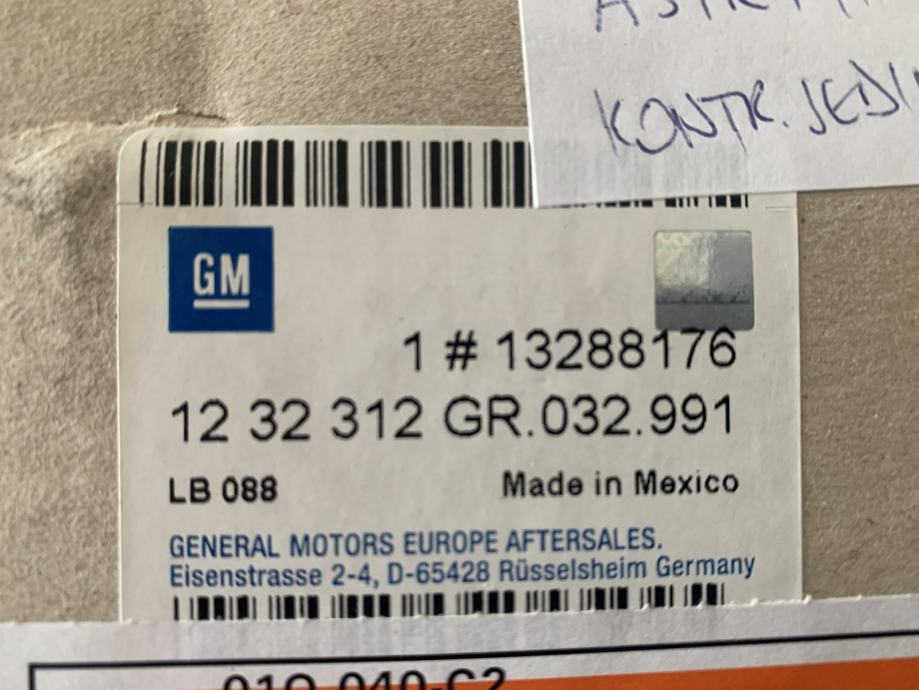 KONTR.
GM
1 # 13288176
12 32 312 GR.032.991
LB 088 Made in Mexico
GENERAL MOTORS EUROPE AFTERSALES.
Eisenstrasse 2-4, D-65428 Rüsselsheim Germany